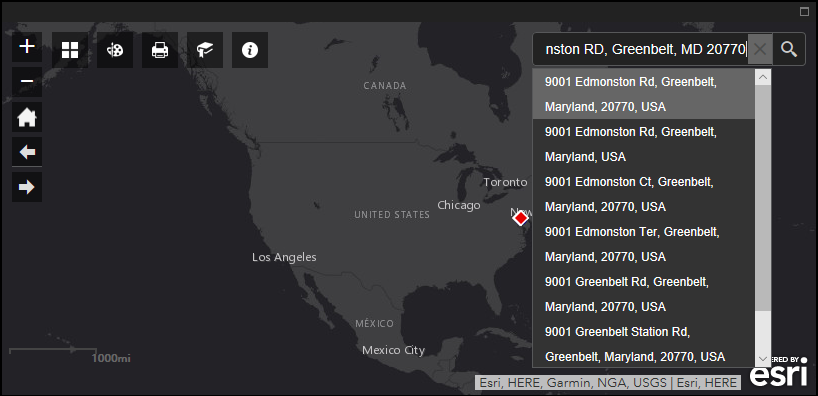 nston RD, Greenbelt, MD 20770
9001 Edmonston Rd, Greenbelt,
Maryland, 20770, USA
9001 Edmonston Rd, Greenbelt,
Maryland, USA
9001 Edmonston Ct, Greenbelt,
Maryland, 20770, USA
9001 Edmonston Ter, Greenbelt,
Maryland, 20770, USA
9001 Greenbelt Rd, Greenbelt,
Maryland, 20770, USA
9001 Greenbelt Station Rd,
Greenbelt, Maryland, 20770, USA
CANADA
Toronto
Chicago
New
UNITED STATES
Los Angeles
MÉXICO
Mexico City
1000mi
ERED BY
esri
Esri, HERE, Garmin, NGA, USGS | Esri, HERE